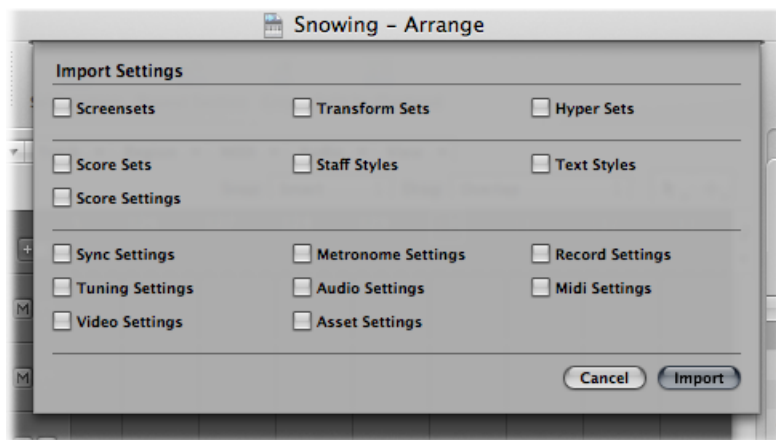 Snowing – Arrange
Import Settings
Screensets Transform Sets Hyper Sets
Score Sets Staff Styles Text Styles
Score Settings
Sync Settings Metronome Settings Record Settings
Tuning Settings Audio Settings Midi Settings
Video Settings Asset Settings
Cancel Import
M
M